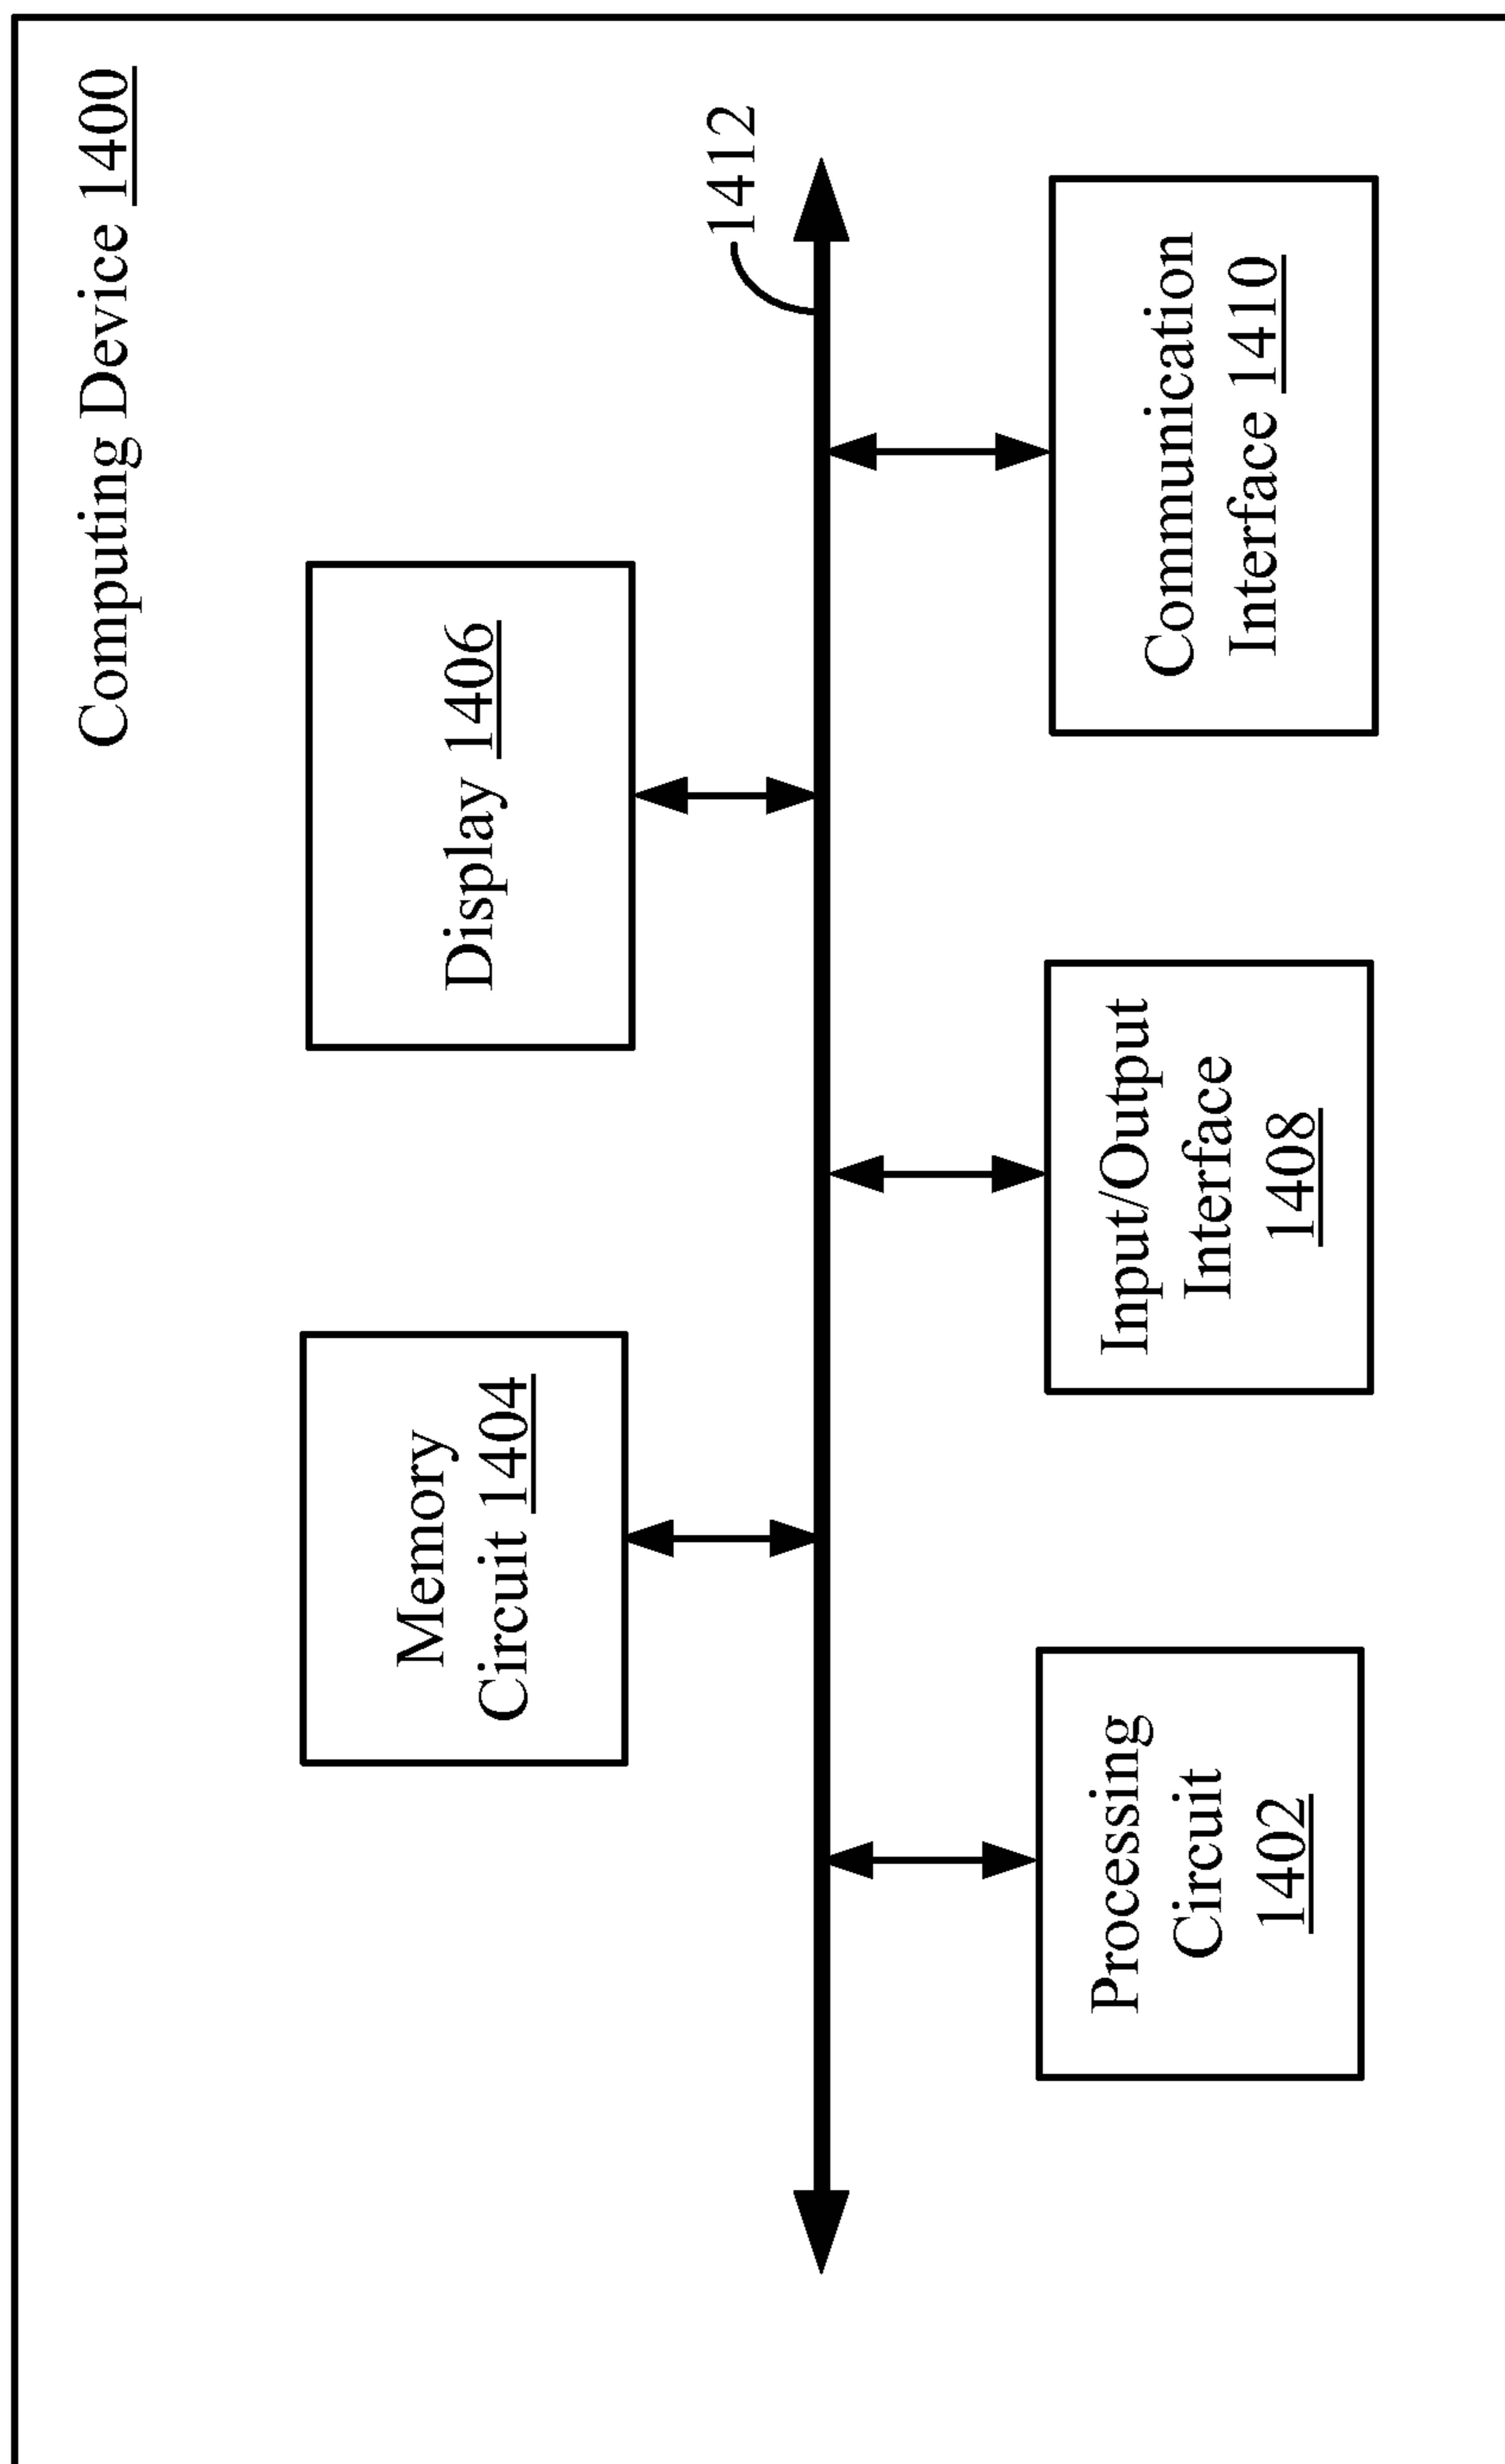 Computing Device 1400
Memory
Circuit 1404
Display 1406
1412
Processing
Circuit
1402
Input/Output
Interface
1408
Communication
Interface 1410